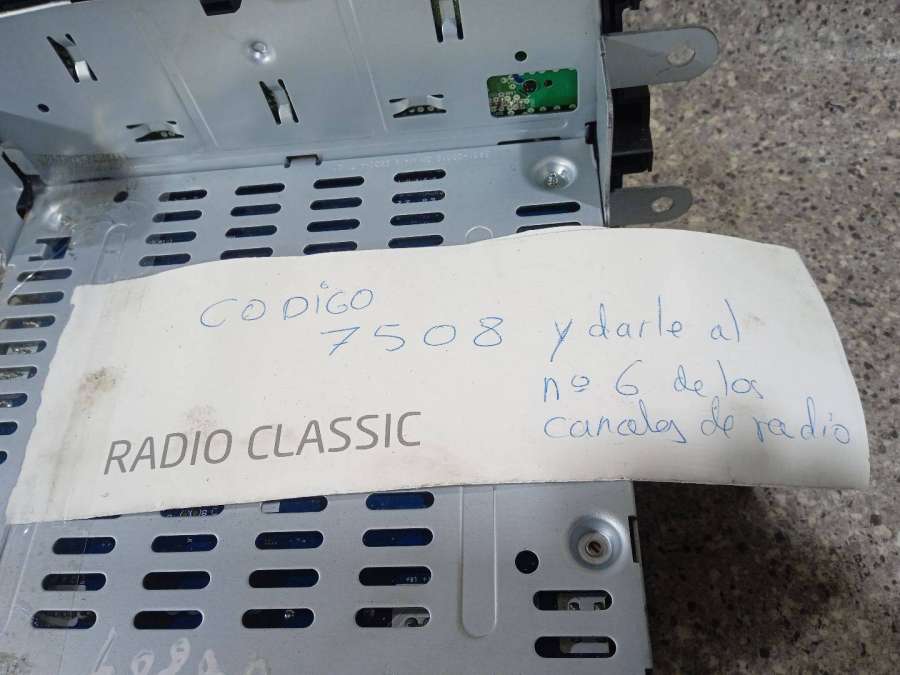 CODIGO
7508 y darle al
nº 6 de los
canales de radio
RADIO CLASSIC